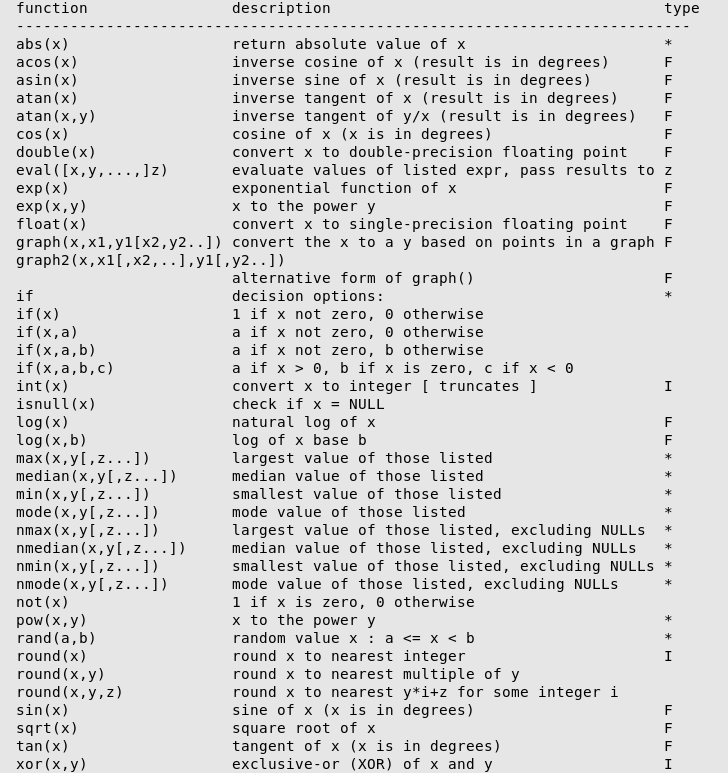 function                description                                     type
---------------------------------------------------------------------------
abs(x)                  return absolute value of x                      *
acos(x)                 inverse cosine of x (result is in degrees)      F
asin(x)                 inverse sine of x (result is in degrees)        F
atan(x)                 inverse tangent of x (result is in degrees)     F
atan(x,y)               inverse tangent of y/x (result is in degrees)   F
cos(x)                  cosine of x (x is in degrees)                   F
double(x)               convert x to double-precision floating point    F
eval([x,y,...,]z)       evaluate values of listed expr, pass results to z
exp(x)                  exponential function of x                       F
exp(x,y)                x to the power y                                F
float(x)                convert x to single-precision floating point    F
graph(x,x1,y1[x2,y2..]) convert the x to a y based on points in a graph F
graph2(x,x1[,x2,..],y1[,y2..])
                        alternative form of graph()                     F
if                      decision options:                               *
if(x)                   1 if x not zero, 0 otherwise
if(x,a)                 a if x not zero, 0 otherwise
if(x,a,b)               a if x not zero, b otherwise
if(x,a,b,c)             a if x > 0, b if x is zero, c if x < 0
int(x)                  convert x to integer [ truncates ]              I
isnull(x)               check if x = NULL
log(x)                  natural log of x                                F
log(x,b)                log of x base b                                 F
max(x,y[,z...])         largest value of those listed                   *
median(x,y[,z...])      median value of those listed                    *
min(x,y[,z...])         smallest value of those listed                  *
mode(x,y[,z...])        mode value of those listed                      *
nmax(x,y[,z...])        largest value of those listed, excluding NULLs  *
nmedian(x,y[,z...])     median value of those listed, excluding NULLs   *
nmin(x,y[,z...])        smallest value of those listed, excluding NULLs *
nmode(x,y[,z...])       mode value of those listed, excluding NULLs     *
not(x)                  1 if x is zero, 0 otherwise
pow(x,y)                x to the power y                                *
rand(a,b)               random value x : a <= x < b                     *
round(x)                round x to nearest integer                      I
round(x,y)              round x to nearest multiple of y
round(x,y,z)            round x to nearest y*i+z for some integer i
sin(x)                  sine of x (x is in degrees)                     F
sqrt(x)                 square root of x                                F
tan(x)                  tangent of x (x is in degrees)                  F
xor(x,y)                exclusive-or (XOR) of x and y                   I